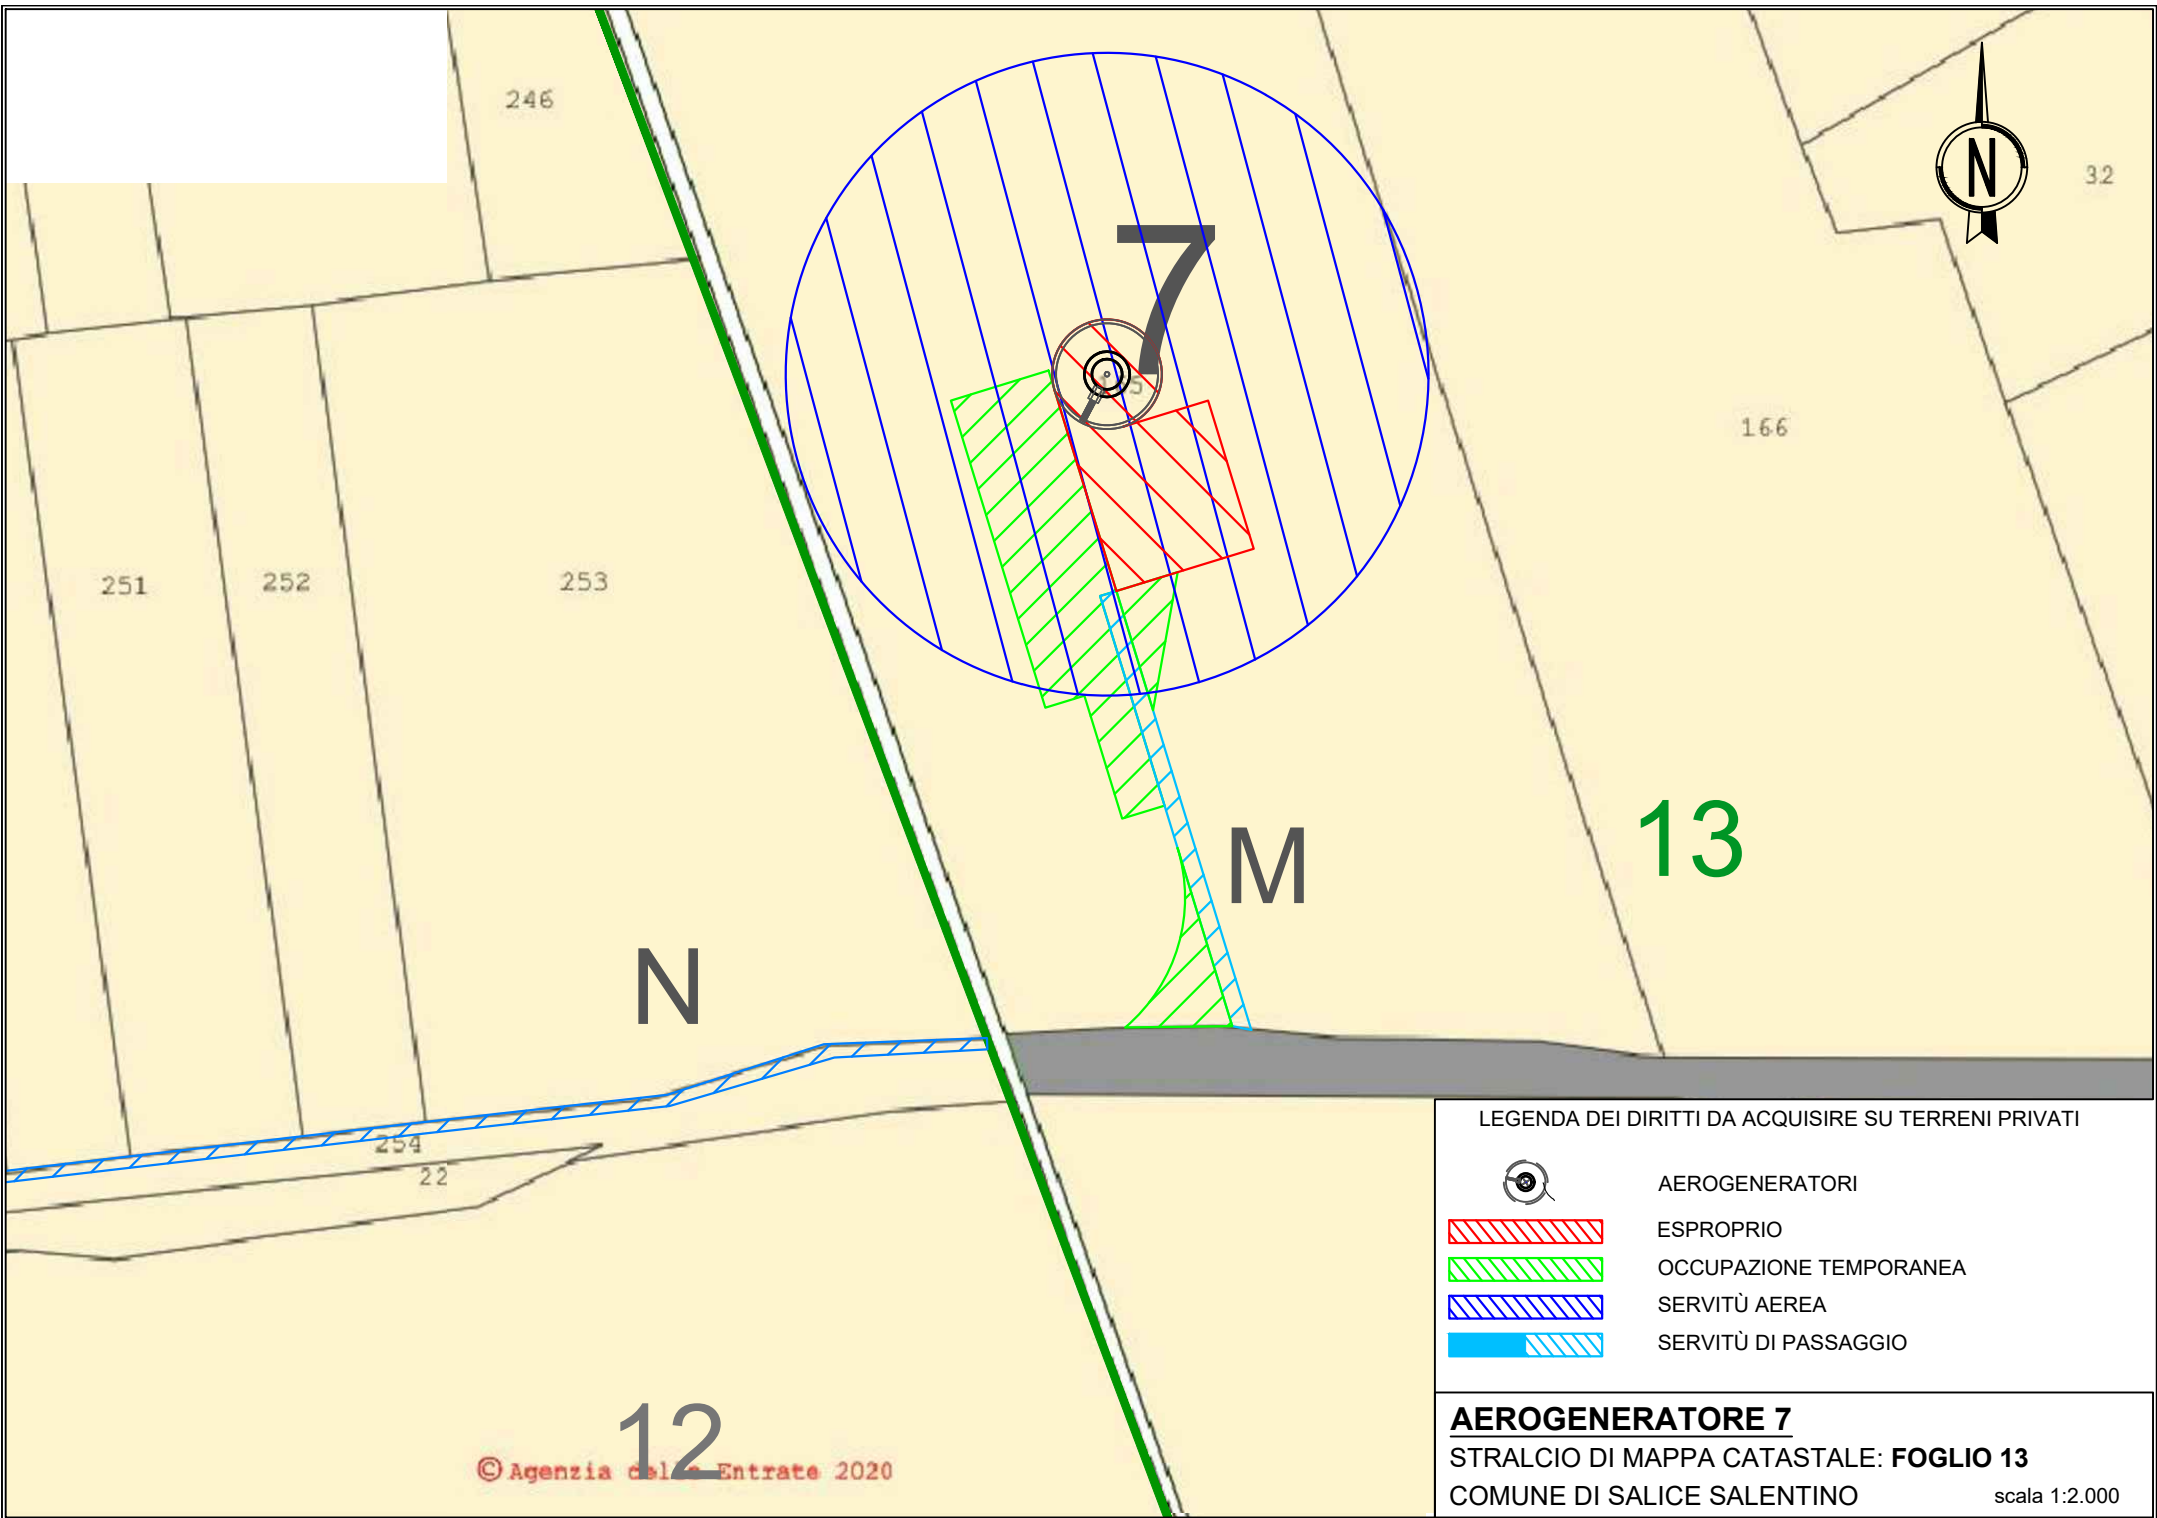 246
N
32
7
166
251
252
253
13
M
N
254
22
12
© Agenzia delle Entrate 2020
LEGENDA DEI DIRITTI DA ACQUISIRE SU TERRENI PRIVATI
AEROGENERATORI
ESPROPRIO
OCCUPAZIONE TEMPORANEA
SERVITÙ AEREA
SERVITÙ DI PASSAGGIO
AEROGENERATORE 7
STRALCIO DI MAPPA CATASTALE: FOGLIO 13
COMUNE DI SALICE SALENTINO
scala 1:2.000